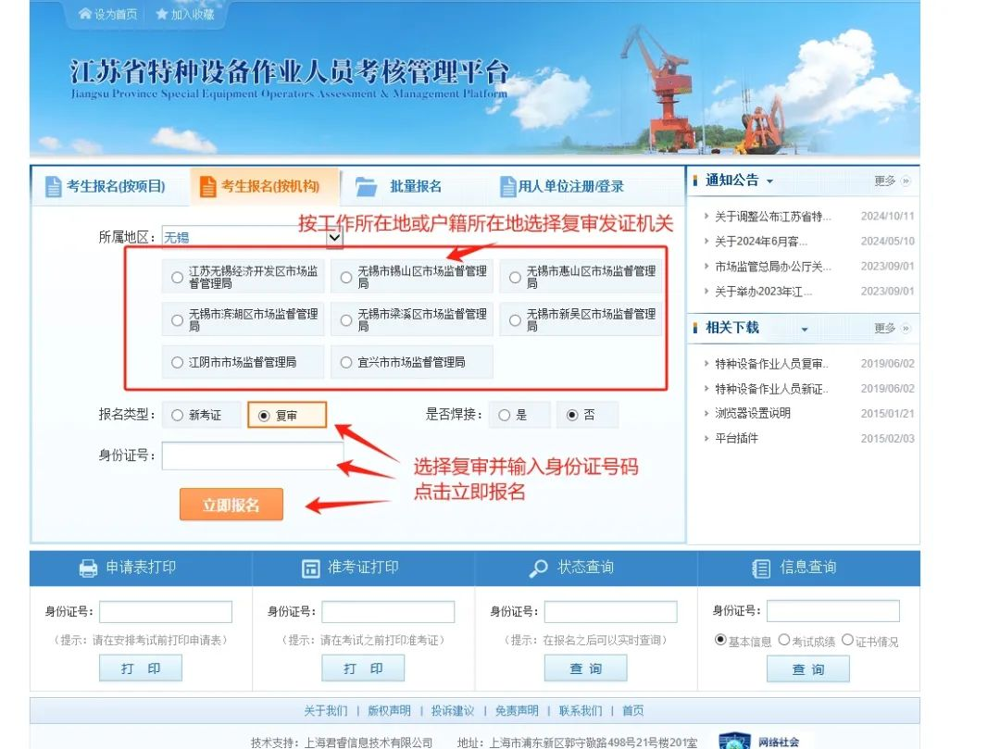 设为首页 加入收藏
江苏省特种设备作业人员考核管理平台
Jiangsu Province Special Equipment Operators Assessment & Management Platform
考生报名(按项目) 考生报名(按机构) 批量报名 用人单位注册/登录
按工作所在地或户籍所在地选择复审发证机关
所属地区： 无锡
江苏无锡经济开发区市场监督管理局
无锡市锡山区市场监督管理局
无锡市惠山区市场监督管理局
无锡市滨湖区市场监督管理局
无锡市梁溪区市场监督管理局
无锡市新吴区市场监督管理局
江阴市市场监督管理局
宜兴市市场监督管理局
报名类型： 新考证 复审 是否焊接： 是 否
身份证号：
选择复审并输入身份证号码
点击立即报名
立即报名
通知公告 更多
关于调整公布江苏省特... 2024/10/11
关于2024年6月客... 2024/05/10
市场监管总局办公厅关... 2023/09/01
关于举办2023年江... 2023/09/01
相关下载 更多
特种设备作业人员复审.. 2019/06/02
特种设备作业人员新证.. 2019/06/02
浏览器设置说明 2015/01/21
平台插件 2015/02/03
申请表打印
身份证号：
（提示：请在安排考试前打印申请表）
打 印
准考证打印
身份证号：
（提示：请在考试之前打印准考证）
打 印
状态查询
身份证号：
（提示：在报名之后可以实时查询）
查 询
信息查询
身份证号：
基本信息 考试成绩 证书情况
查 询
关于我们 | 版权声明 | 投诉建议 | 免责声明 | 联系我们 | 首页
技术支持：上海君睿信息技术有限公司 地址：上海市浦东新区郭守敬路498号21号楼201室
网络社会